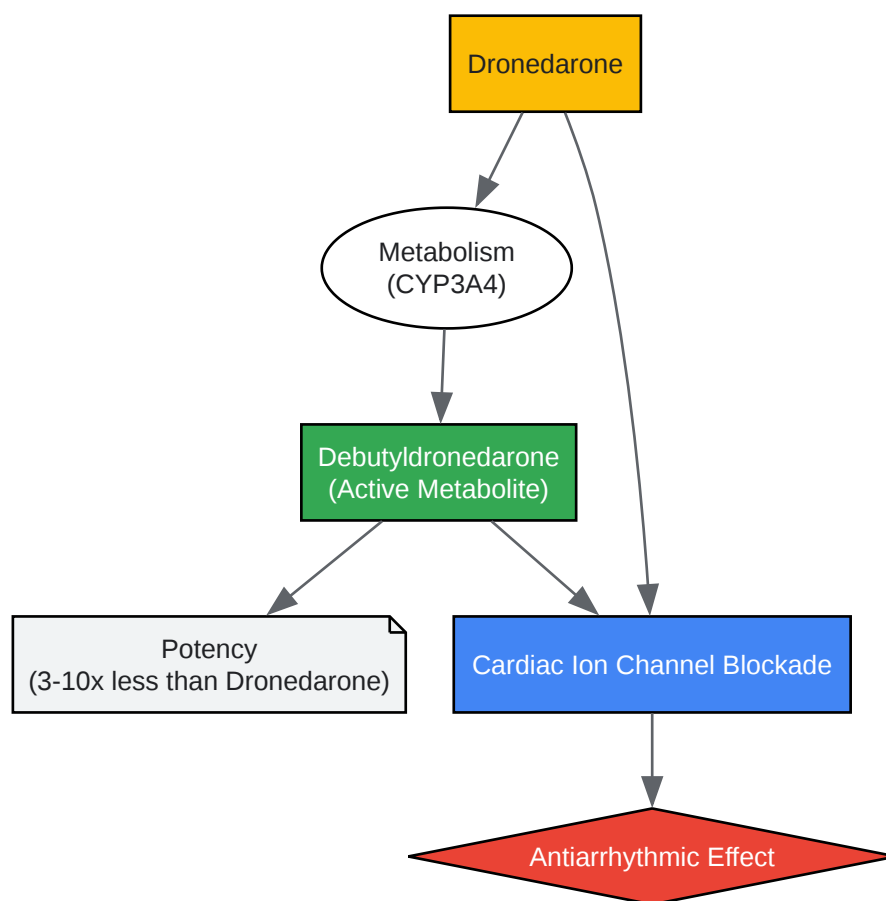 Dronedarone
Metabolism
(CYP3A4)
Debutyldronedarone
(Active Metabolite)
Potency
(3-10x less than Dronedarone)
Cardiac Ion Channel Blockade
Antiarrhythmic Effect